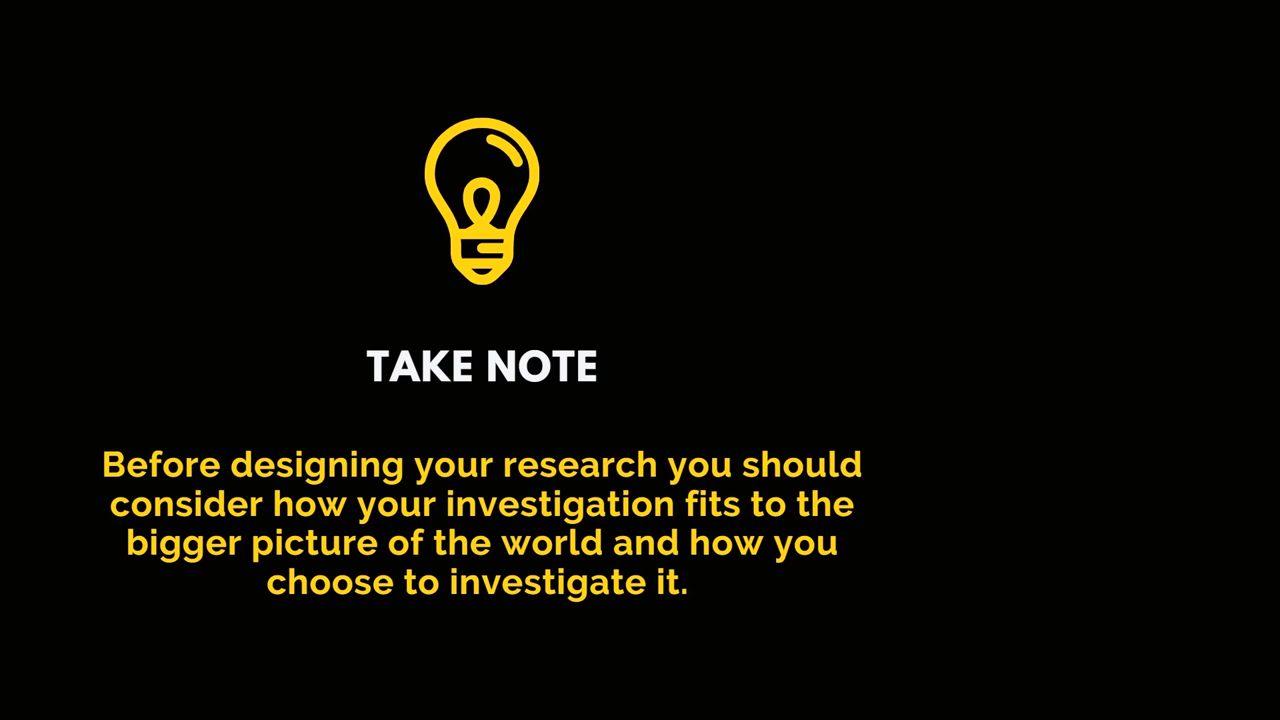 TAKE NOTE
Before designing your research you should
consider how your investigation fits to the
bigger picture of the world and how you
choose to investigate it.